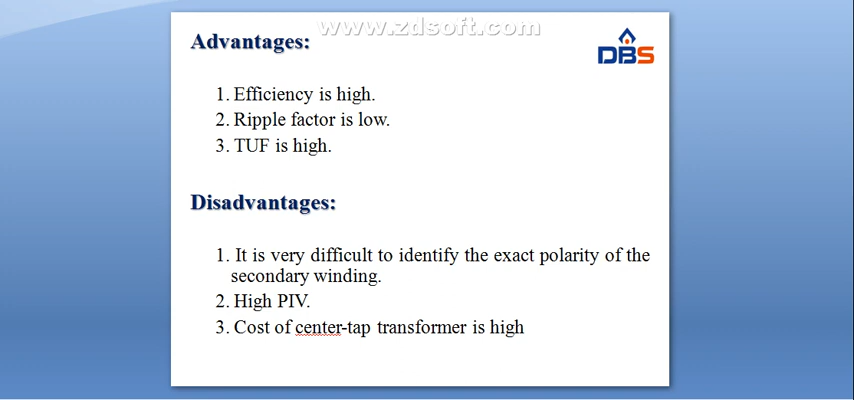 www.zdsoft.com
Advantages:
DBS
1. Efficiency is high.
2. Ripple factor is low.
3. TUF is high.
Disadvantages:
1. It is very difficult to identify the exact polarity of the
secondary winding.
2. High PIV.
3. Cost of center-tap transformer is high